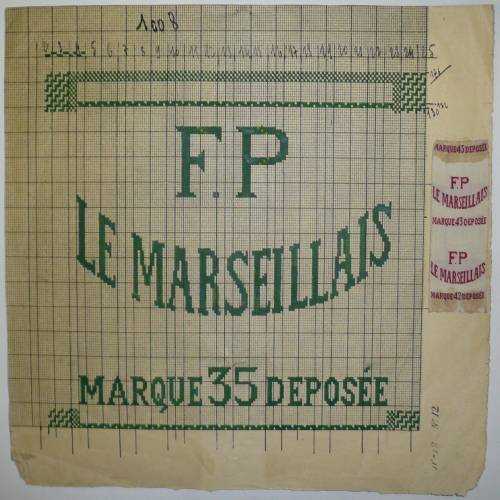 1008
F.P
LE MARSEILLAIS
MARQUE 35 DEPOSÉE
MARQUE 45 DEPOSÉE
F.P
LE MARSEILLAIS
MARQUE 45 DEPOSÉE
F.P
LE MARSEILLAIS
MARQUE 42 DEPOSÉE